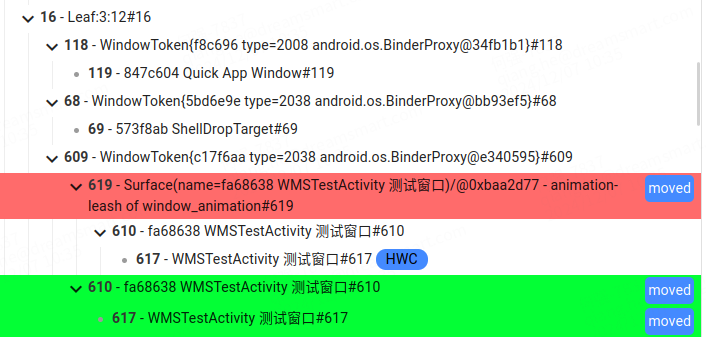 16 - Leaf:3:12#16
118 - WindowToken{f8c696 type=2008 android.os.BinderProxy@34fb1b1}#118
119 - 847c604 Quick App Window#119
68 - WindowToken{5bd6e9e type=2038 android.os.BinderProxy@bb93ef5}#68
69 - 573f8ab ShellDropTarget#69
609 - WindowToken{c17f6aa type=2038 android.os.BinderProxy@e340595}#609
619 - Surface(name=fa68638 WMSTestActivity 测试窗口)/@0xbaa2d77 - animation- moved
leash of window_animation#619
610 - fa68638 WMSTestActivity 测试窗口#610
617 - WMSTestActivity 测试窗口#617 HWC
610 - fa68638 WMSTestActivity 测试窗口#610 moved
617 - WMSTestActivity 测试窗口#617 moved